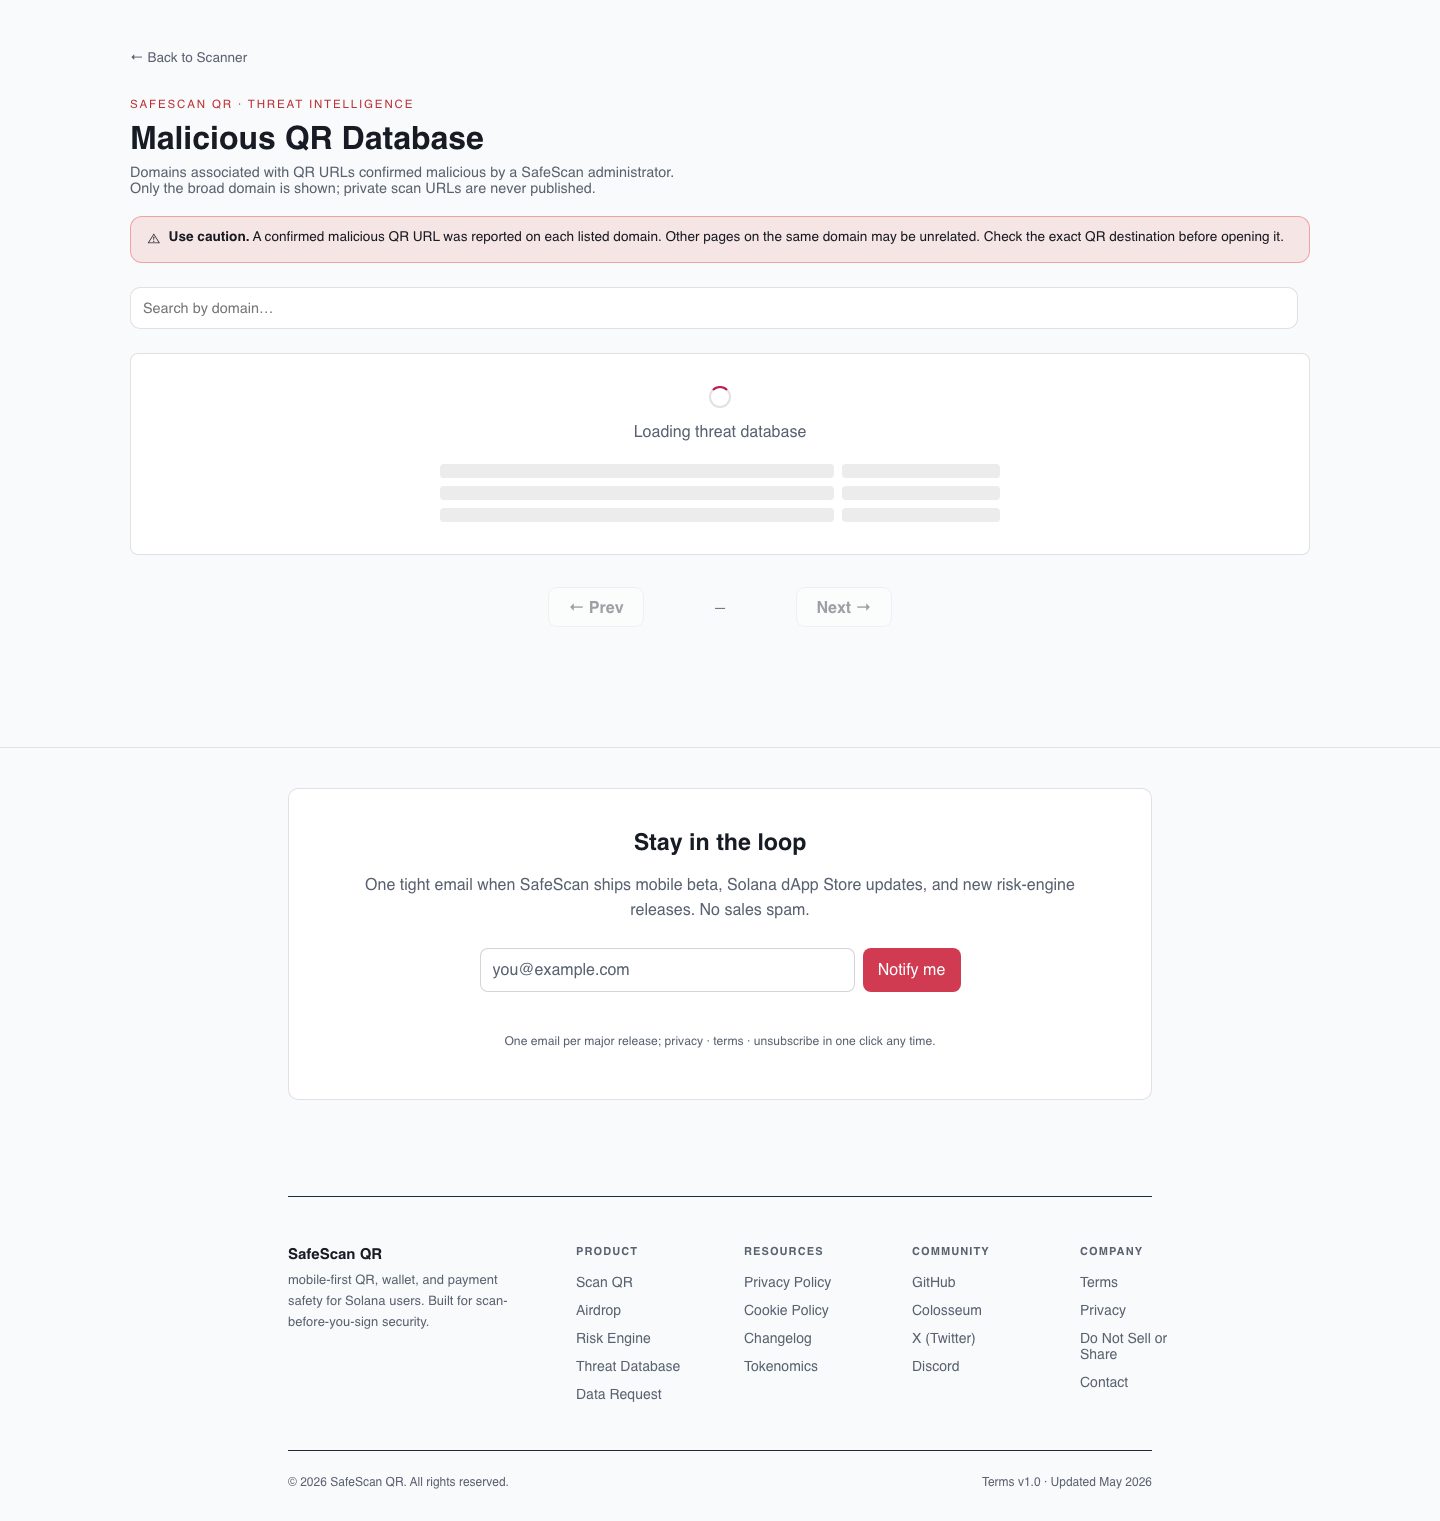 ← Back to Scanner
SAFESCAN QR · THREAT INTELLIGENCE
Malicious QR Database
Domains associated with QR URLs confirmed malicious by a SafeScan administrator.
Only the broad domain is shown; private scan URLs are never published.
⚠ Use caution. A confirmed malicious QR URL was reported on each listed domain. Other pages on the same domain may be unrelated. Check the exact QR destination before opening it.
Search by domain…
Loading threat database
← Prev
—
Next →
Stay in the loop
One tight email when SafeScan ships mobile beta, Solana dApp Store updates, and new risk-engine
releases. No sales spam.
you@example.com
Notify me
One email per major release; privacy · terms · unsubscribe in one click any time.
SafeScan QR
mobile-first QR, wallet, and payment
safety for Solana users. Built for scan-
before-you-sign security.
PRODUCT
Scan QR
Airdrop
Risk Engine
Threat Database
Data Request
RESOURCES
Privacy Policy
Cookie Policy
Changelog
Tokenomics
COMMUNITY
GitHub
Colosseum
X (Twitter)
Discord
COMPANY
Terms
Privacy
Do Not Sell or
Share
Contact
© 2026 SafeScan QR. All rights reserved.
Terms v1.0 · Updated May 2026